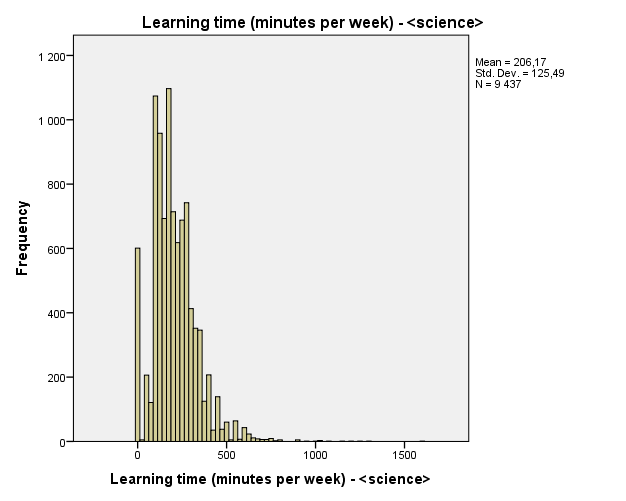 Learning time (minutes per week) - <science>
Mean = 206,17
Std. Dev. = 125,49
N = 9 437
1 200
1 000
800
600
400
200
0
Frequency
0 500 1000 1500
Learning time (minutes per week) - <science>